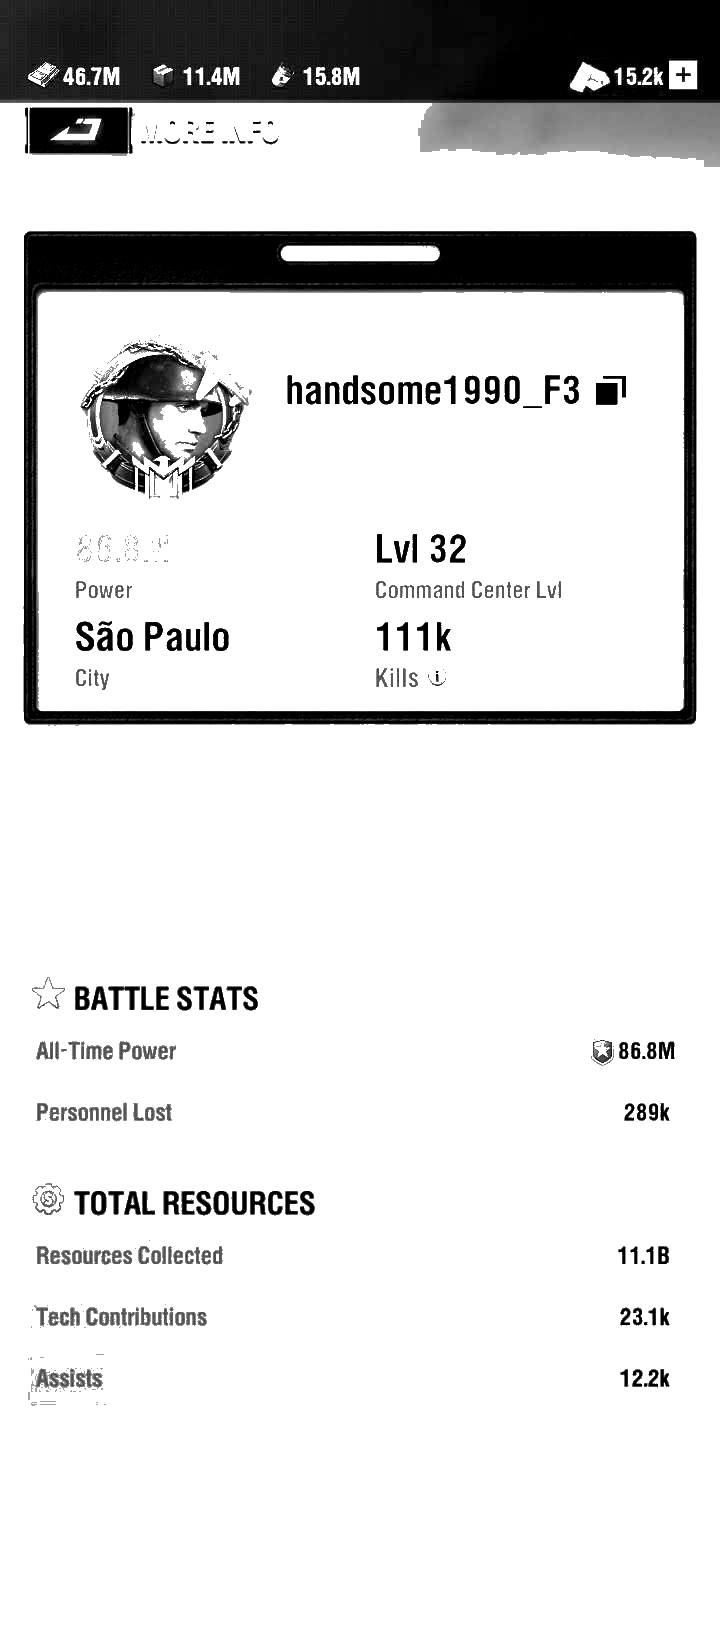 46.7M 11.4M 15.8M 15.2k +
MORE INFO
handsome1990_F3
86.8M Lvl 32
Power Command Center Lvl
São Paulo 111k
City Kills
BATTLE STATS
All-Time Power 86.8M
Personnel Lost 289k
TOTAL RESOURCES
Resources Collected 11.1B
Tech Contributions 23.1k
Assists 12.2k